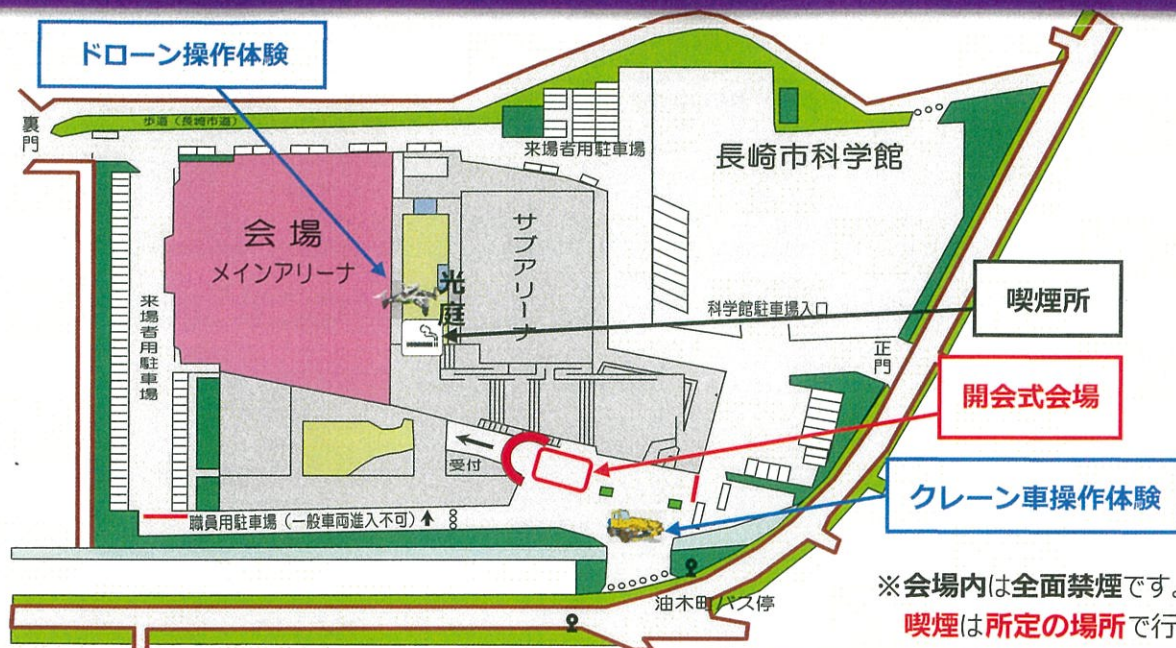 ドローン操作体験
裏門
歩道(長崎市道)
来場者用駐車場
長崎市科学館
会場
メインアリーナ
サブアリーナ
光庭
喫煙所
科学館駐車場入口
来場者用駐車場
正門
開会式会場
受付
クレーン車操作体験
職員用駐車場(一般車両進入不可)
油木町バス停
※会場内は全面禁煙です。
喫煙は所定の場所で行